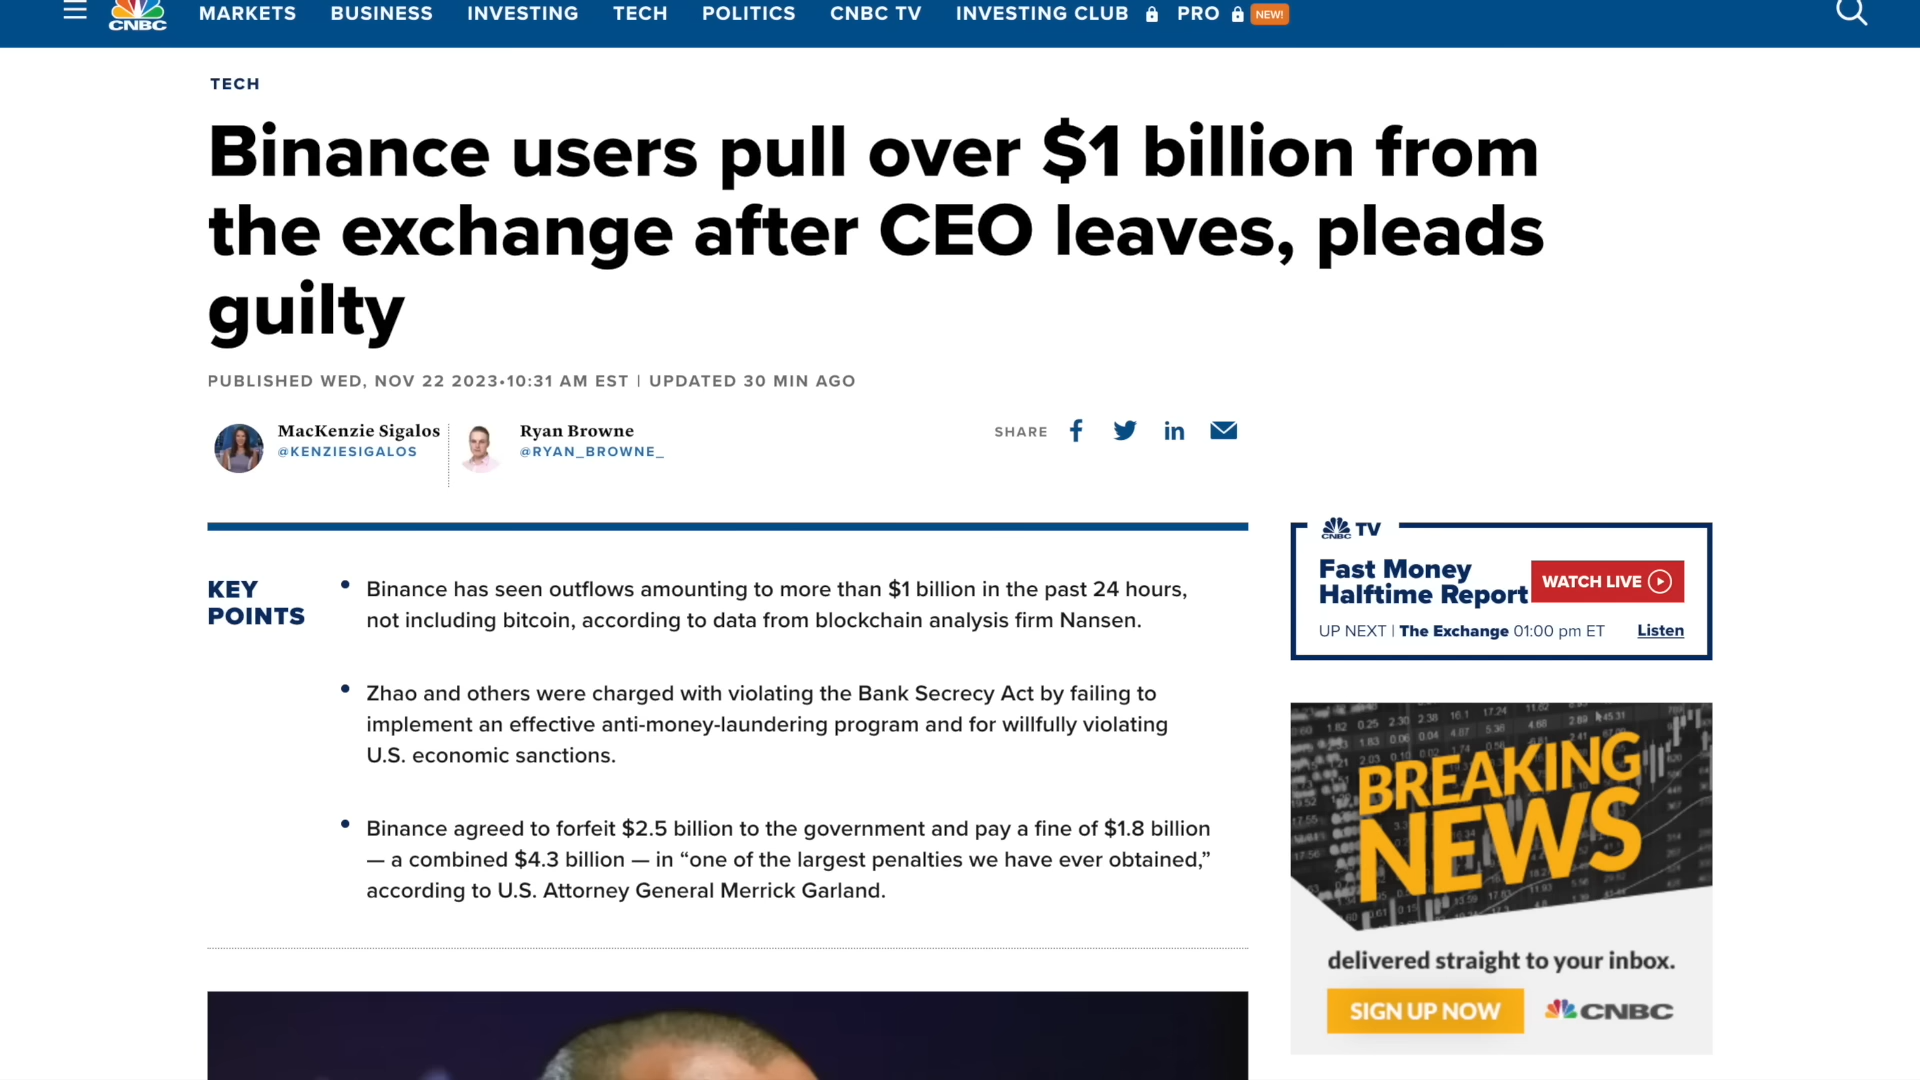 CNBC
MARKETS BUSINESS INVESTING TECH POLITICS CNBC TV INVESTING CLUB PRO NEW!
TECH
Binance users pull over $1 billion from
the exchange after CEO leaves, pleads
guilty
PUBLISHED WED, NOV 22 2023•10:31 AM EST | UPDATED 30 MIN AGO
MacKenzie Sigalos
@KENZIESIGALOS
Ryan Browne
@RYAN_BROWNE_
SHARE
KEY
POINTS
• Binance has seen outflows amounting to more than $1 billion in the past 24 hours,
not including bitcoin, according to data from blockchain analysis firm Nansen.
• Zhao and others were charged with violating the Bank Secrecy Act by failing to
implement an effective anti-money-laundering program and for willfully violating
U.S. economic sanctions.
• Binance agreed to forfeit $2.5 billion to the government and pay a fine of $1.8 billion
— a combined $4.3 billion — in “one of the largest penalties we have ever obtained,”
according to U.S. Attorney General Merrick Garland.
CNBC TV
Fast Money
Halftime Report
WATCH LIVE
UP NEXT | The Exchange 01:00 pm ET Listen
BREAKING
NEWS
delivered straight to your inbox.
SIGN UP NOW CNBC